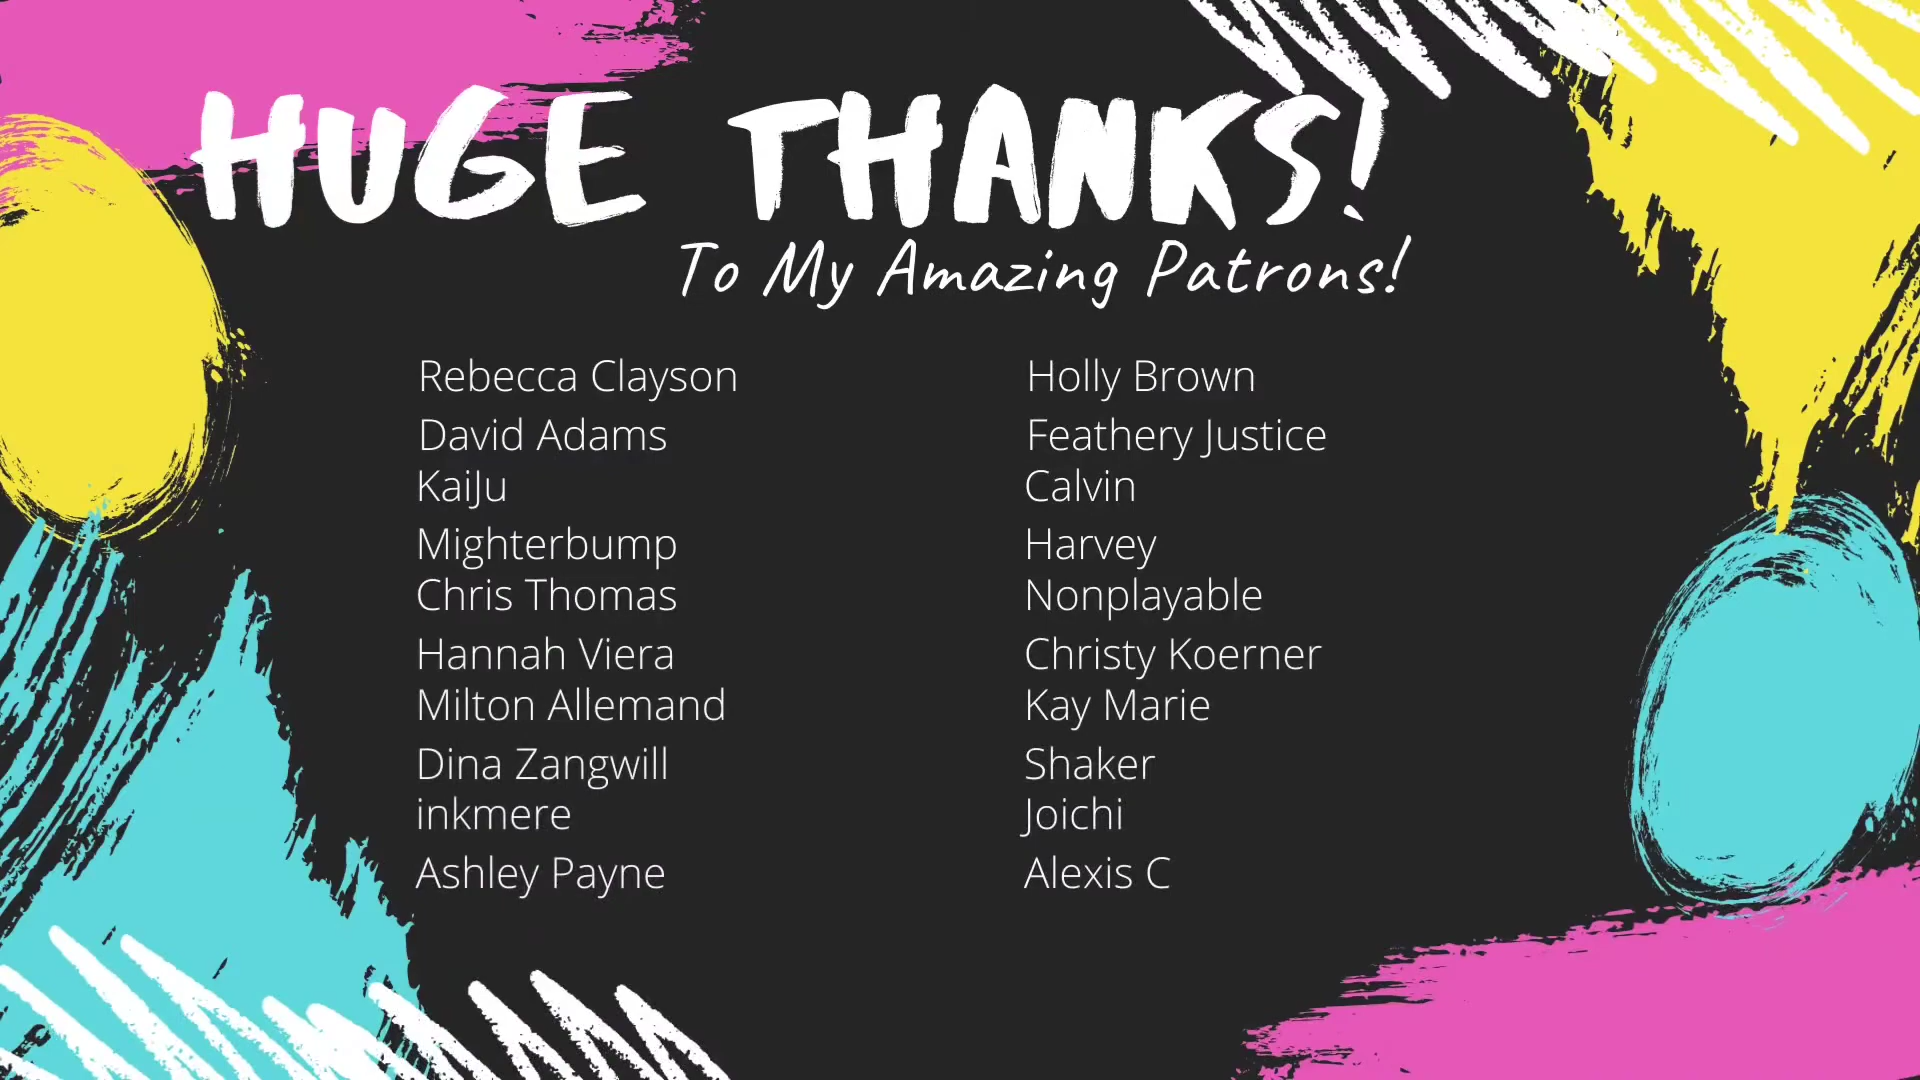 HUGE THANKS!
To My Amazing Patrons!
Rebecca Clayson
David Adams
KaiJu
Mighterbump
Chris Thomas
Hannah Viera
Milton Allemand
Dina Zangwill
inkmere
Ashley Payne
Holly Brown
Feathery Justice
Calvin
Harvey
Nonplayable
Christy Koerner
Kay Marie
Shaker
Joichi
Alexis C